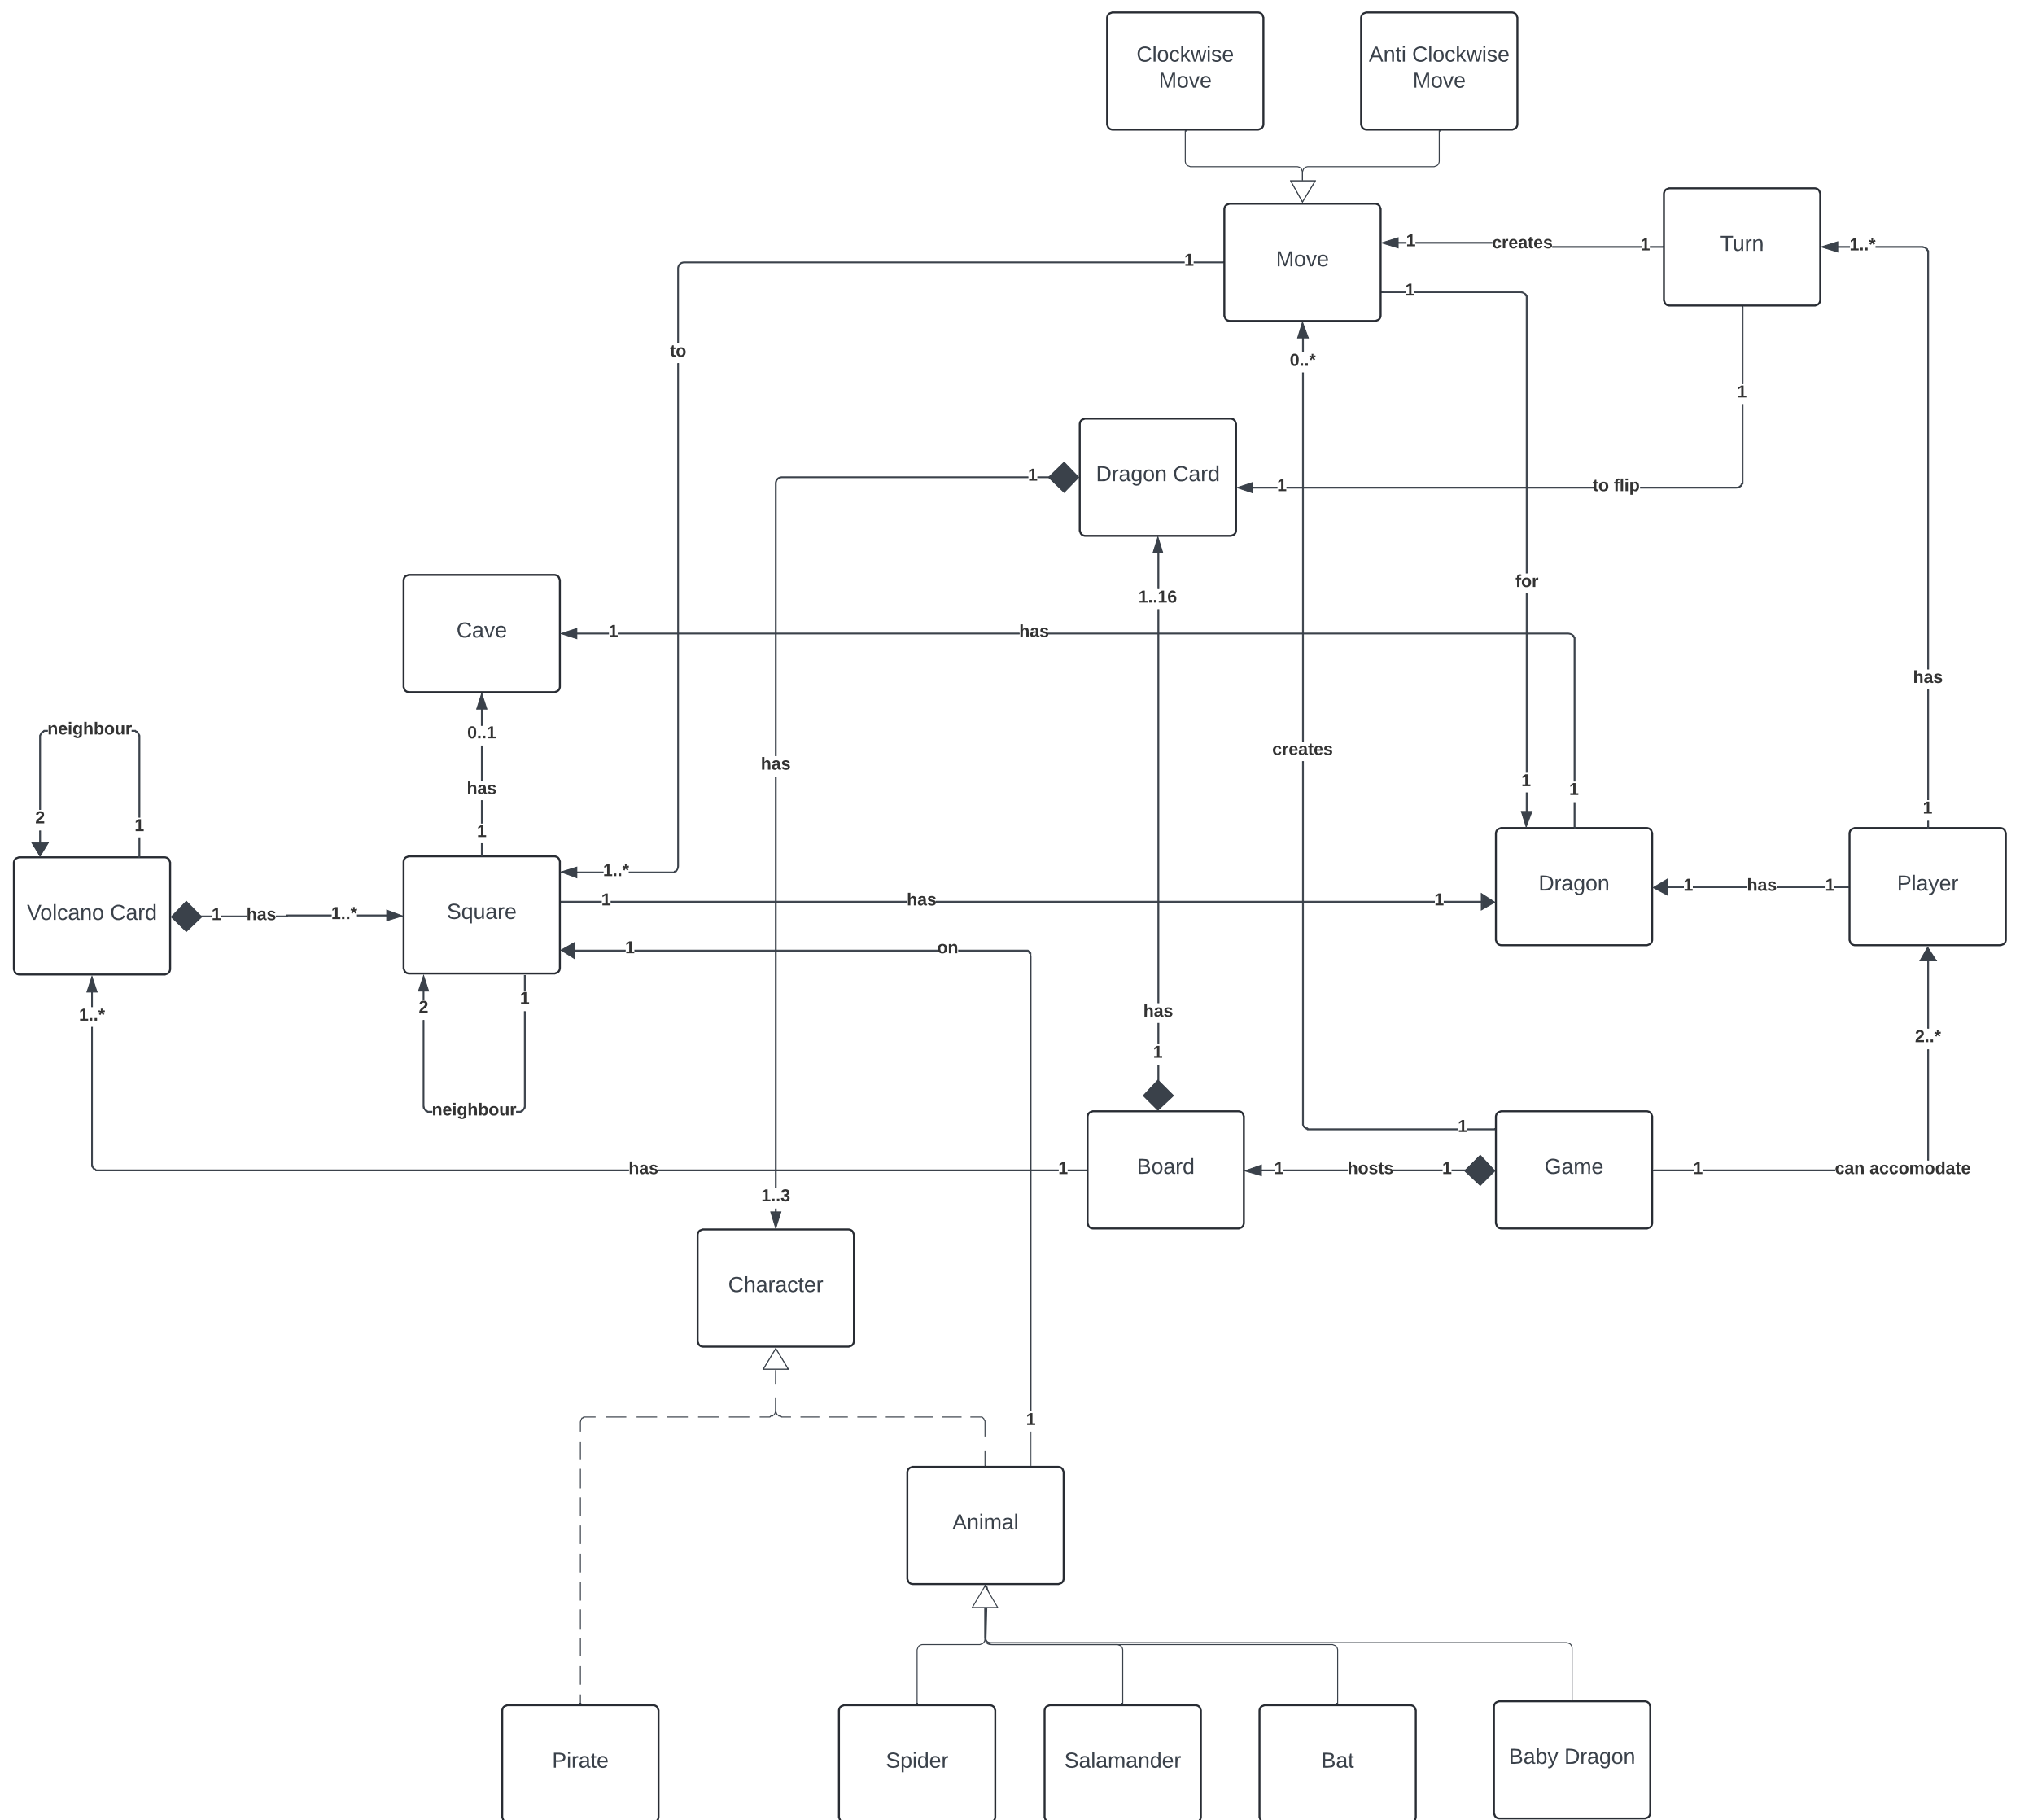 Clockwise
Move
Anti Clockwise
Move
Move
1
creates
1
Turn
1..*
1
1
to
0..*
1
Dragon Card
1
1
to flip
for
1..16
Cave
1
has
has
neighbour
0..1
has
creates
has
2
1
1
1
1
1
Volcano Card
1
has
1..*
Square
1..*
1
has
1
Dragon
1
has
1
Player
1
on
1..*
2
1
neighbour
has
1
2..*
has
1
Board
1
hosts
1
1
Game
1
can accomodate
1..3
Character
1
Animal
Pirate
Spider
Salamander
Bat
Baby Dragon